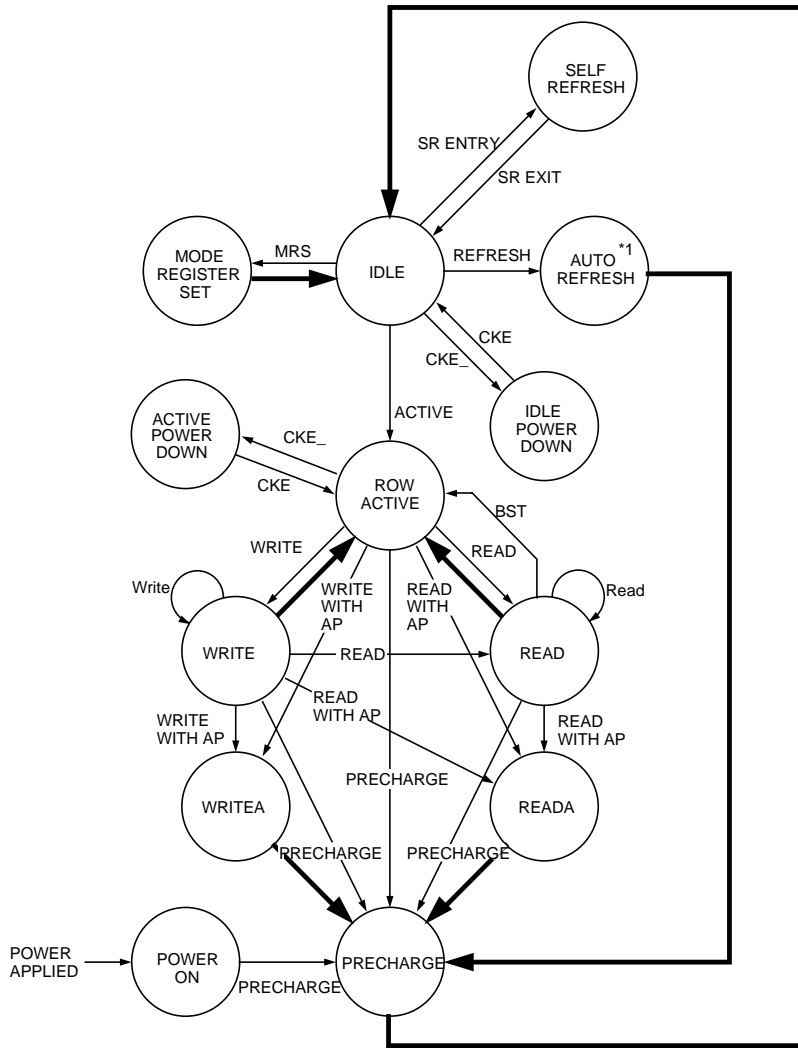 SELF
REFRESH
SR ENTRY
SR EXIT
MODE
REGISTER
SET
MRS
IDLE
REFRESH
AUTO *1
REFRESH
CKE
CKE_
IDLE
POWER
DOWN
ACTIVE
ACTIVE
POWER
DOWN
CKE_
CKE
ROW
ACTIVE
BST
WRITE
READ
Write
WRITE
WITH
AP
READ
WITH
AP
Read
WRITE
READ
READ
READ
WITH AP
WRITE
WITH AP
READ
WITH AP
WRITEA
PRECHARGE
READA
PRECHARGE
PRECHARGE
POWER
APPLIED
POWER
ON
PRECHARGE
PRECHARGE